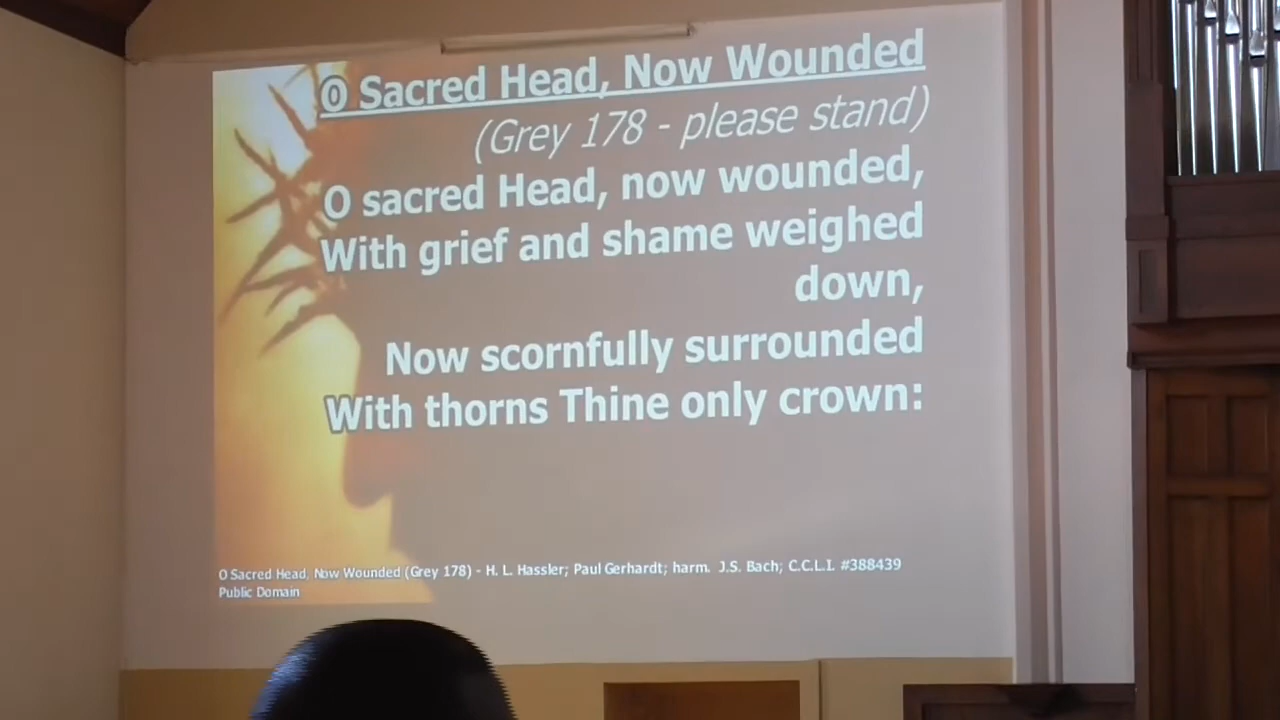 O Sacred Head, Now Wounded
(Grey 178 - please stand)
O sacred Head, now wounded,
With grief and shame weighed
down,
Now scornfully surrounded
With thorns Thine only crown:
O Sacred Head, Now Wounded (Grey 178) - H. L. Hassler; Paul Gerhardt; harm. J.S. Bach; C.C.L.I. #388439
Public Domain